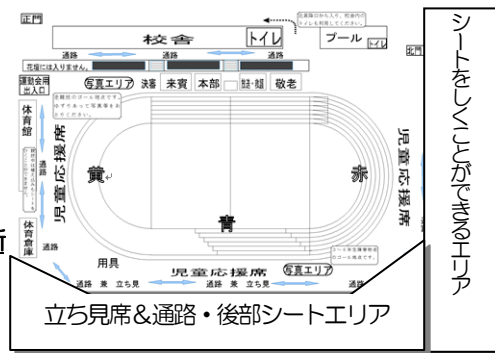 正門
校舎
トイレ
プール
トイレ
北門
通路
通路
通路
花壇には入りません。
運動会用
出入口
写真エリア
決審
来賓
本部
敬老
体育館
通路
児童応援席
黄
青
赤
児童応援席
体育倉庫
通路
用具
児童応援席
写真エリア
通路 兼 立ち見
通路 兼 立ち見
通路
立ち見席&通路・後部シートエリア
シートをしくことができるエリア